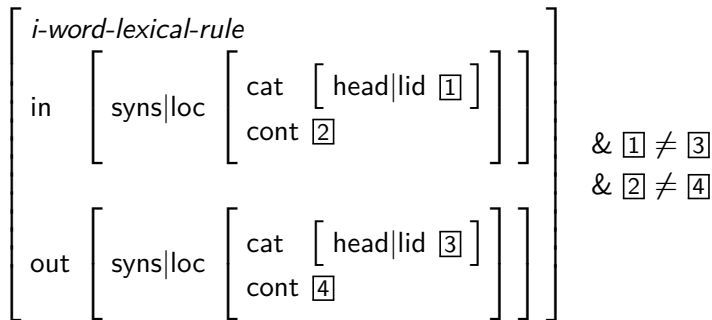 i-word-lexical-rule
in syns|loc cat [ head|lid 1 ]
cont 2
& 1 ≠ 3
& 2 ≠ 4
out syns|loc cat [ head|lid 3 ]
cont 4